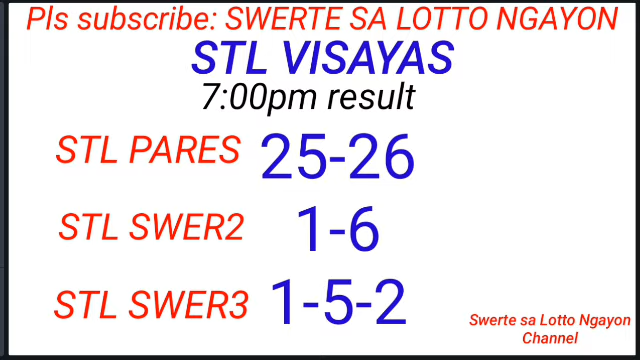 Pls subscribe: SWERTE SA LOTTO NGAYON
STL VISAYAS
7:00pm result
STL PARES 25-26
STL SWER2 1-6
STL SWER3 1-5-2
Swerte sa Lotto Ngayon
Channel